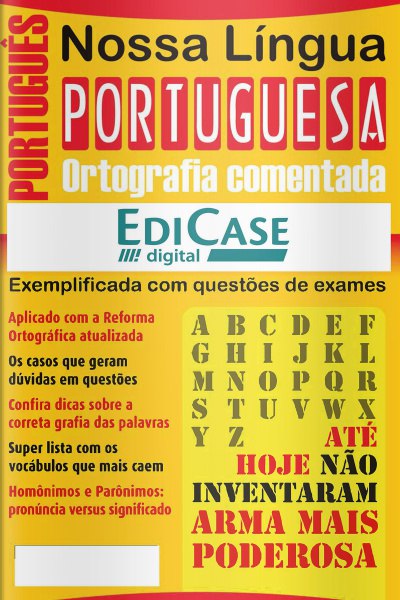 PORTUGUÊS
Nossa Língua
PORTUGUESA
Ortografia comentada
EDICASE
digital
Exemplificada com questões de exames
Aplicado com a Reforma
Ortográfica atualizada
Os casos que geram
dúvidas em questões
Confira dicas sobre a
correta grafia das palavras
Super lista com os
vocábulos que mais caem
Homônimos e Parônimos:
pronúncia versus significado
A B C D E F
G H I J K L
M N O P Q R
S T U V W X
Y Z ATÉ
HOJE NÃO
INVENTARAM
ARMA MAIS
PODEROSA